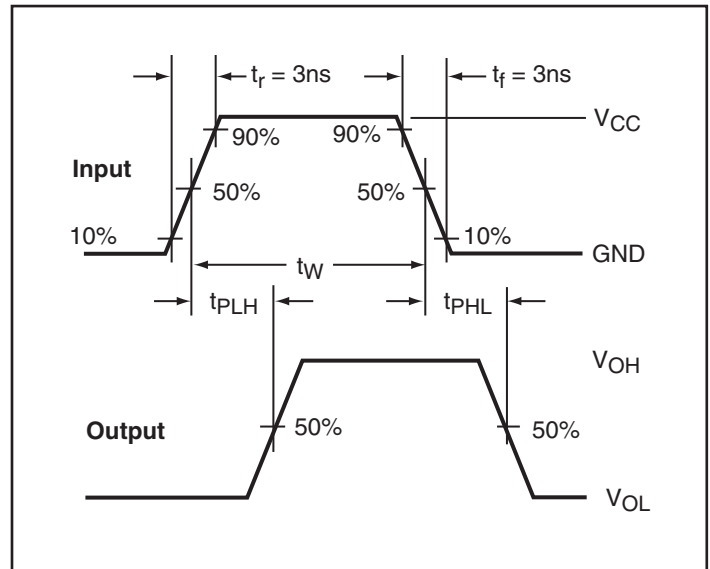 tr = 3ns tf = 3ns
VCC
90% 90%
Input
50% 50%
10% 10%
GND
tW
tPLH tPHL
VOH
Output
50% 50%
VOL